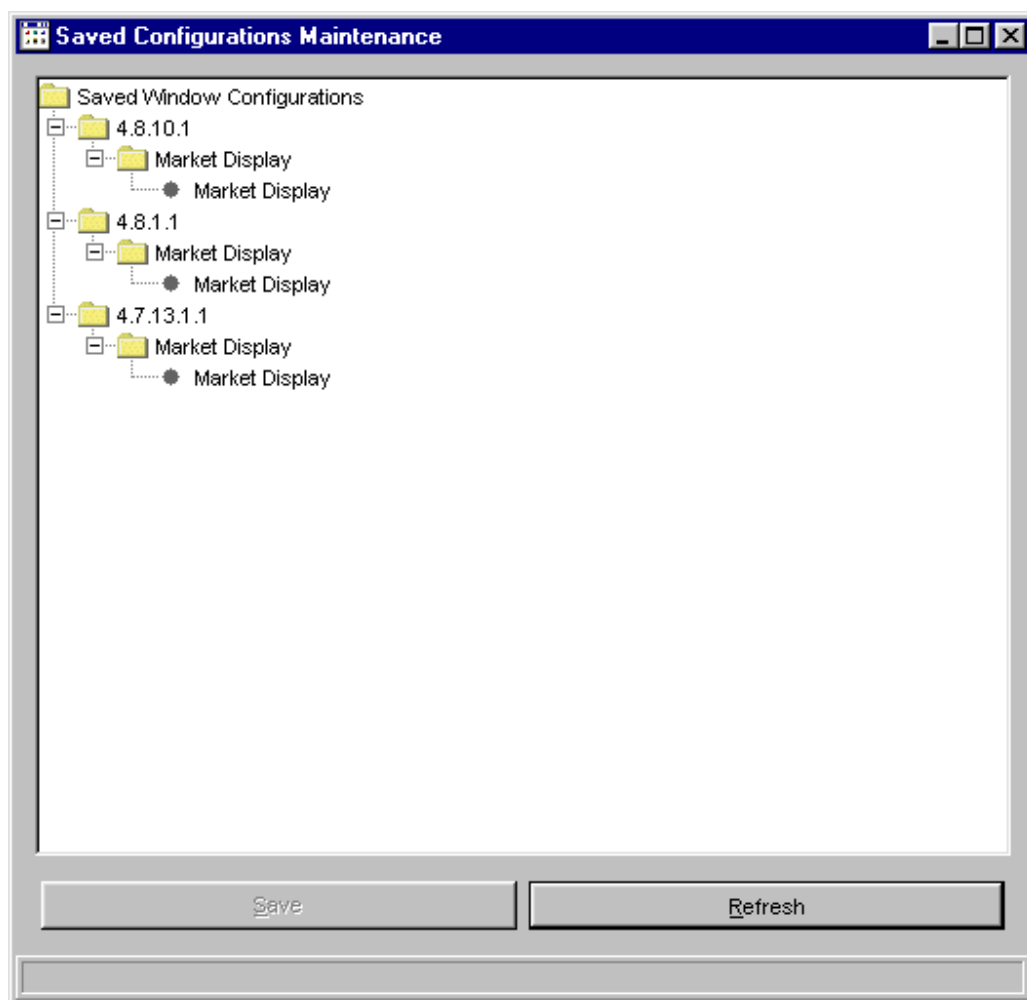 Saved Configurations Maintenance
Saved Window Configurations
4.8.10.1
Market Display
Market Display
4.8.1.1
Market Display
Market Display
4.7.13.1.1
Market Display
Market Display
Save
Refresh